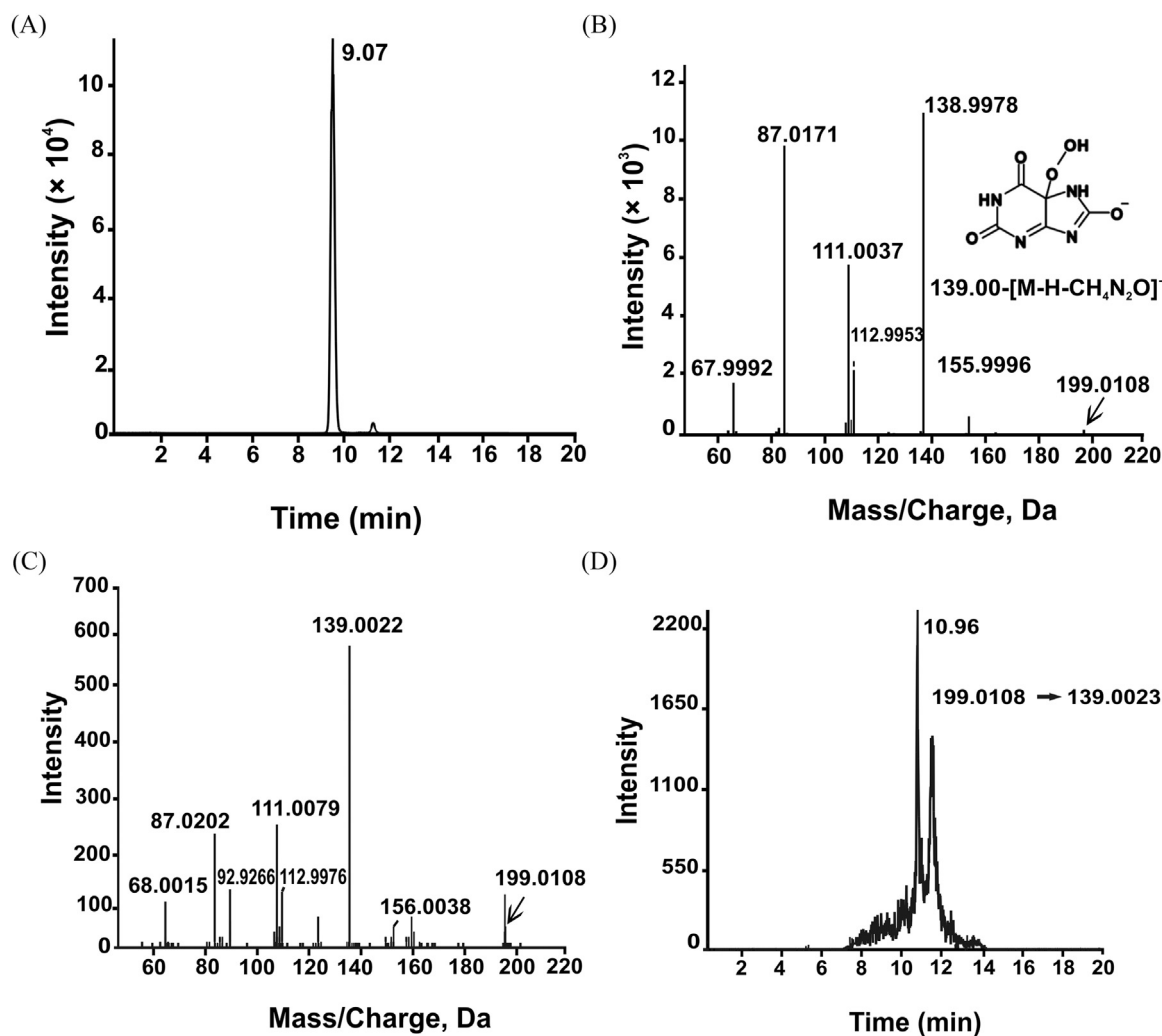 (A)
9.07
Intensity (× 10⁴)
10
8
6
4
2
0
2 4 6 8 10 12 14 16 18 20
Time (min)
(B)
138.9978
87.0171
111.0037
112.9953
67.9992
155.9996
199.0108
OH
O
O
HN
NH
O
N
N
O⁻
139.00-[M-H-CH₄N₂O]⁻
Intensity (× 10³)
12
10
8
6
4
2
0
60 80 100 120 140 160 180 200 220
Mass/Charge, Da
(C)
700
600
500
400
300
200
100
0
Intensity
139.0022
111.0079
87.0202
92.9266
112.9976
68.0015
156.0038
199.0108
60 80 100 120 140 160 180 200 220
Mass/Charge, Da
(D)
2200
1650
1100
550
0
Intensity
10.96
199.0108 → 139.0023
2 4 6 8 10 12 14 16 18 20
Time (min)